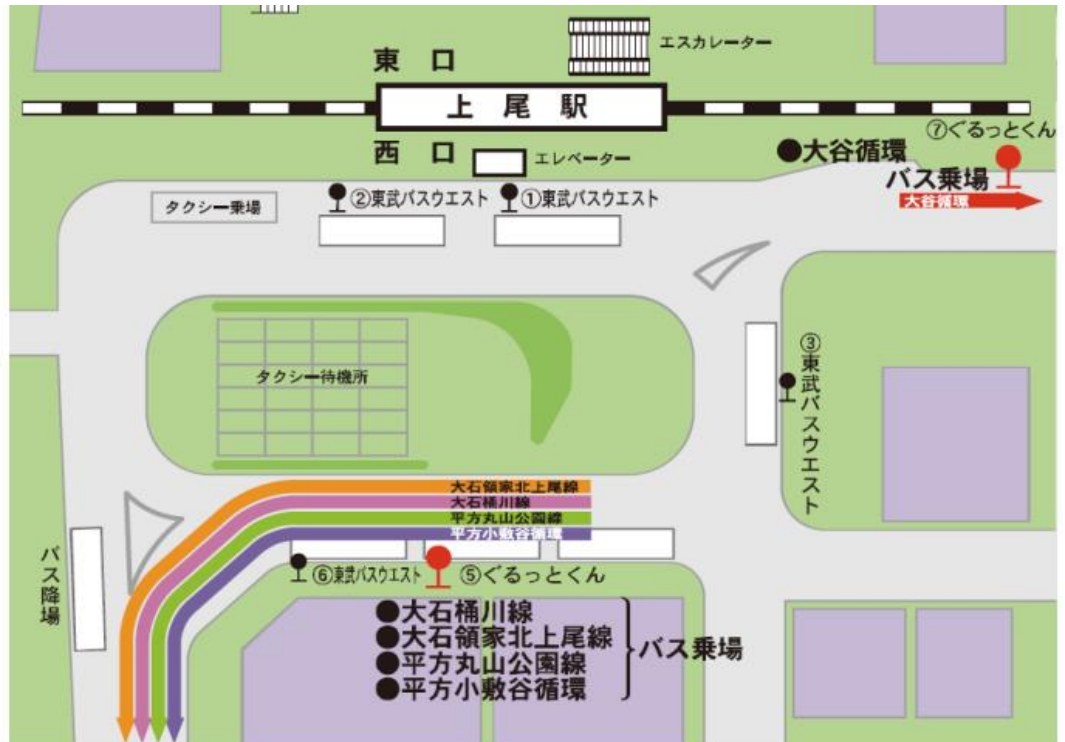 エスカレーター
東 口
上 尾 駅
西 口
エレベーター
⑦ぐるっとくん
●大谷循環
バス乗場
大谷循環
タクシー乗場
②東武バスウエスト
①東武バスウエスト
③東武バスウエスト
タクシー待機所
大石領家北上尾線
大石桶川線
平方丸山公園線
平方小敷谷循環
バス降場
⑥東武バスウエスト
⑤ぐるっとくん
●大石桶川線
●大石領家北上尾線
●平方丸山公園線
●平方小敷谷循環
バス乗場